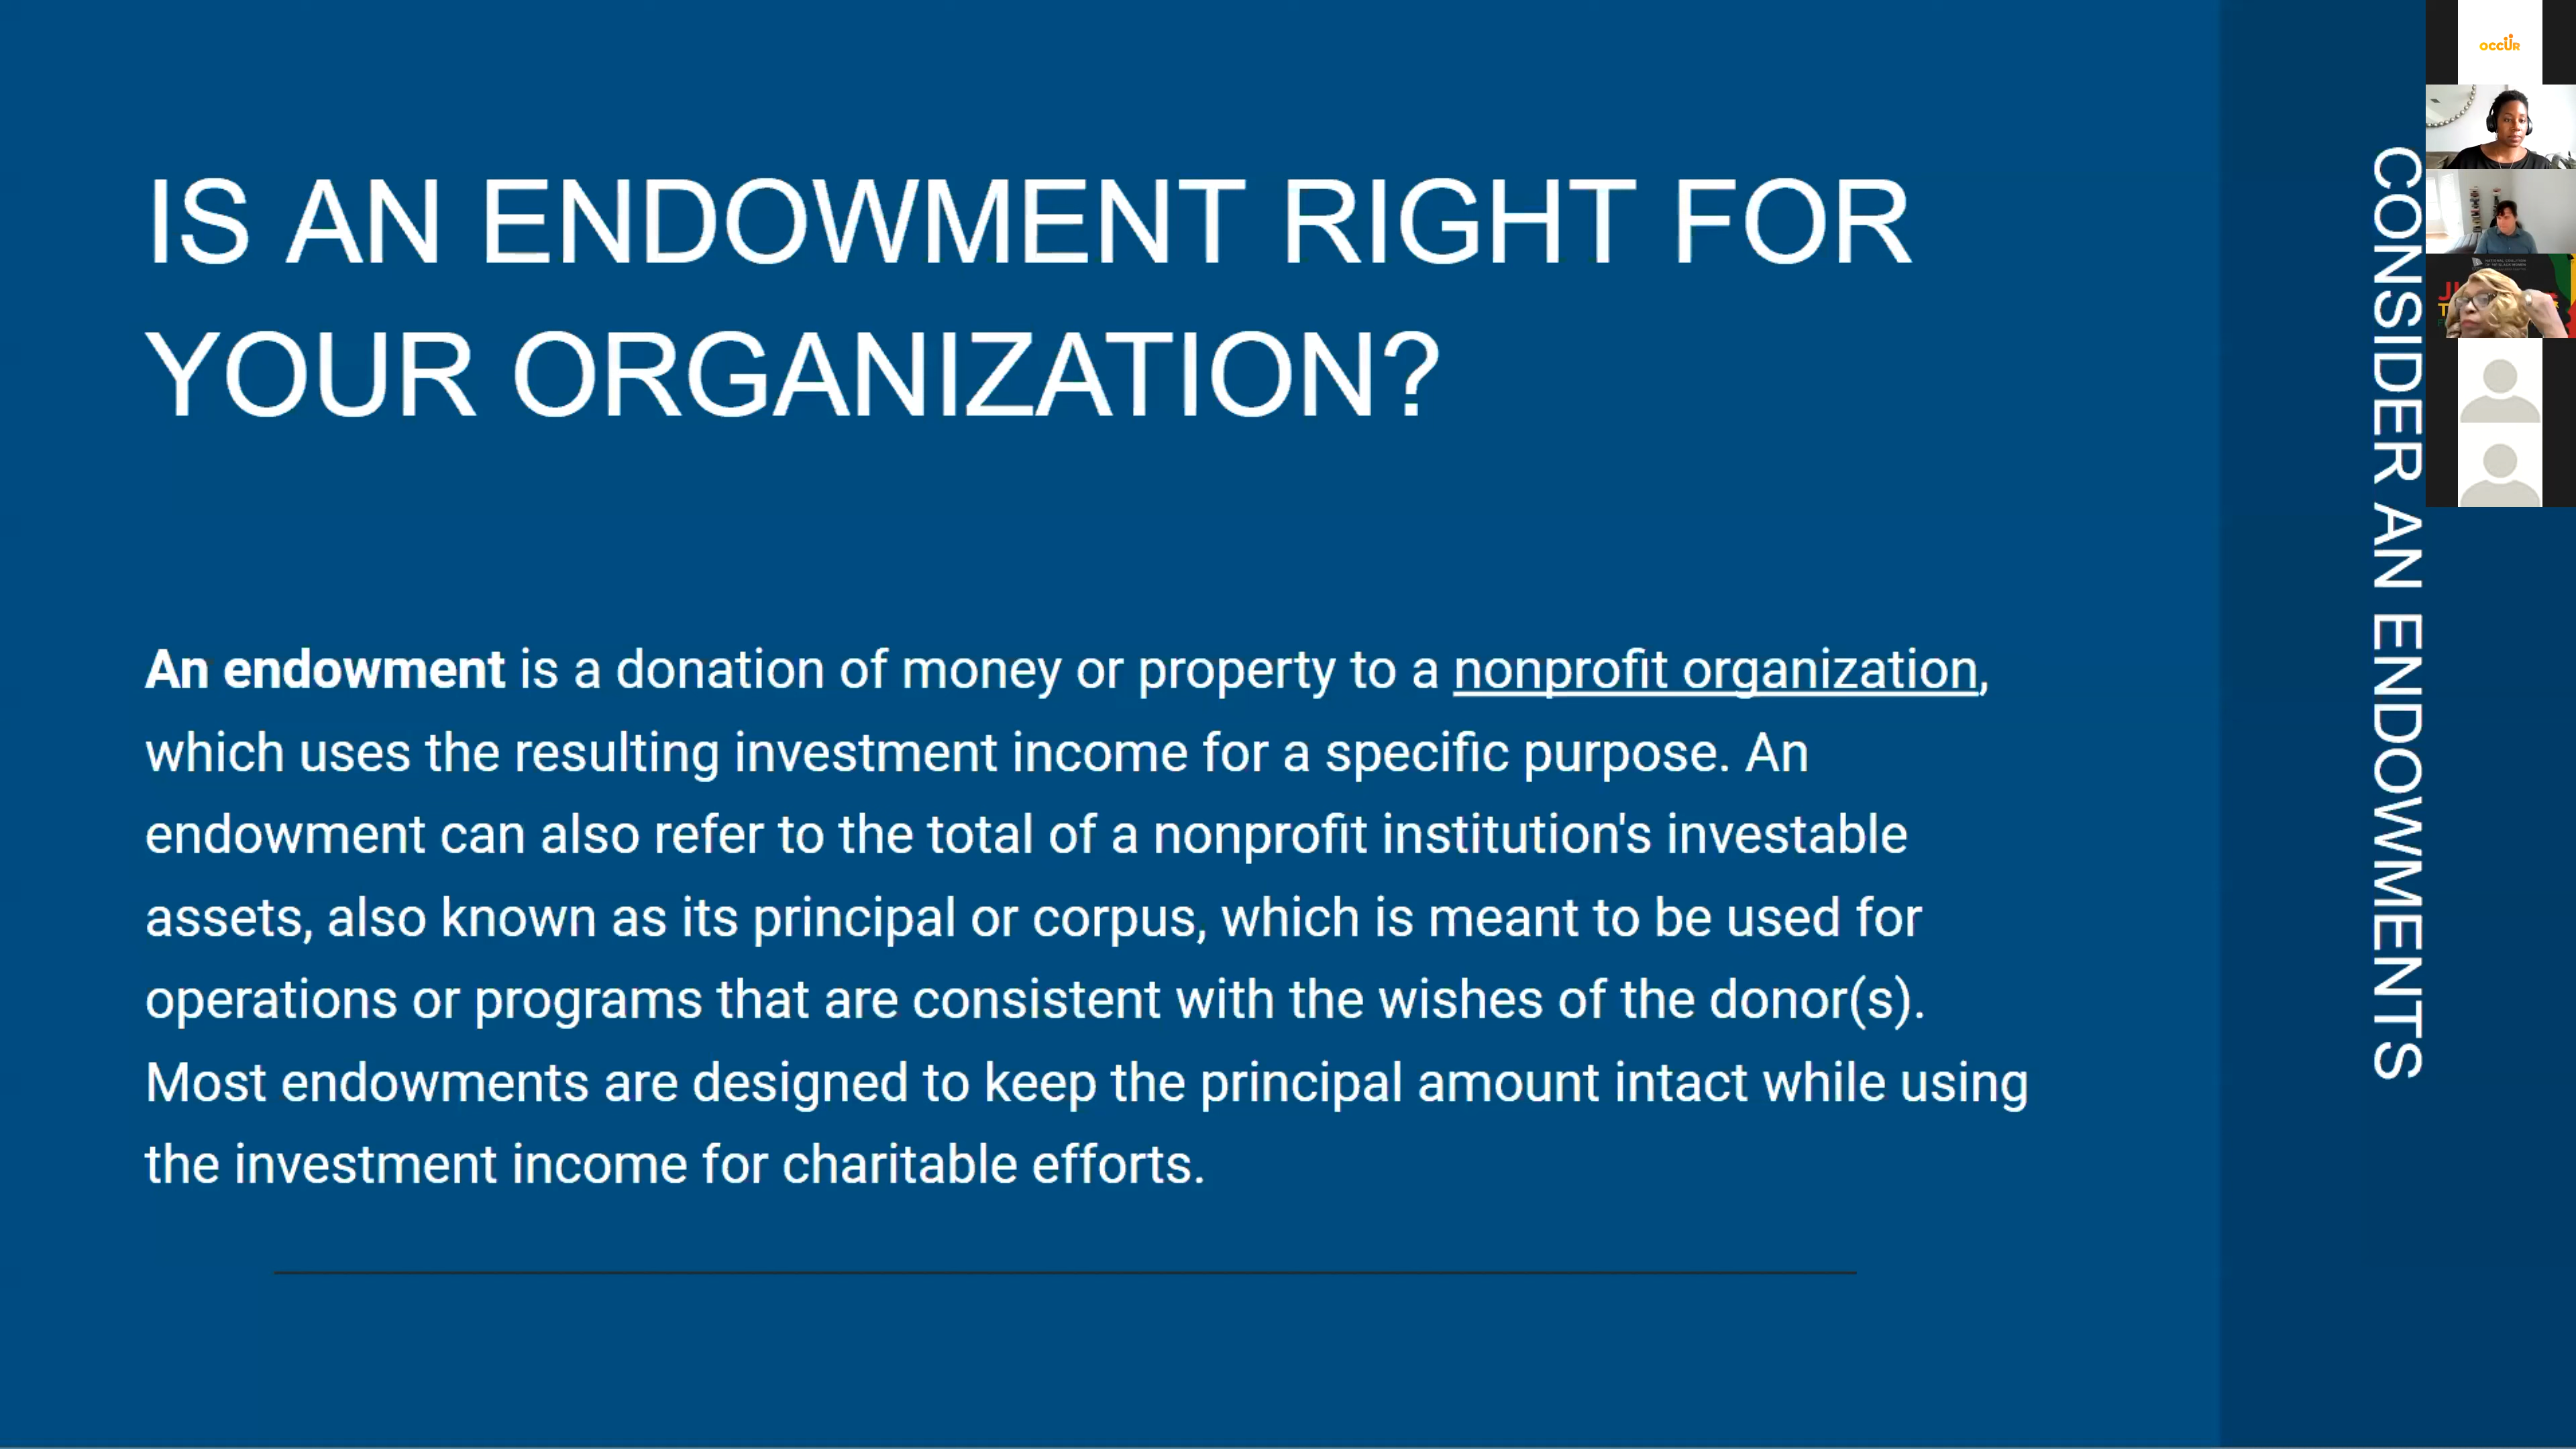 IS AN ENDOWMENT RIGHT FOR
YOUR ORGANIZATION?
An endowment is a donation of money or property to a nonprofit organization,
which uses the resulting investment income for a specific purpose. An
endowment can also refer to the total of a nonprofit institution's investable
assets, also known as its principal or corpus, which is meant to be used for
operations or programs that are consistent with the wishes of the donor(s).
Most endowments are designed to keep the principal amount intact while using
the investment income for charitable efforts.
CONSIDER AN ENDOWMENTS
OCCUR